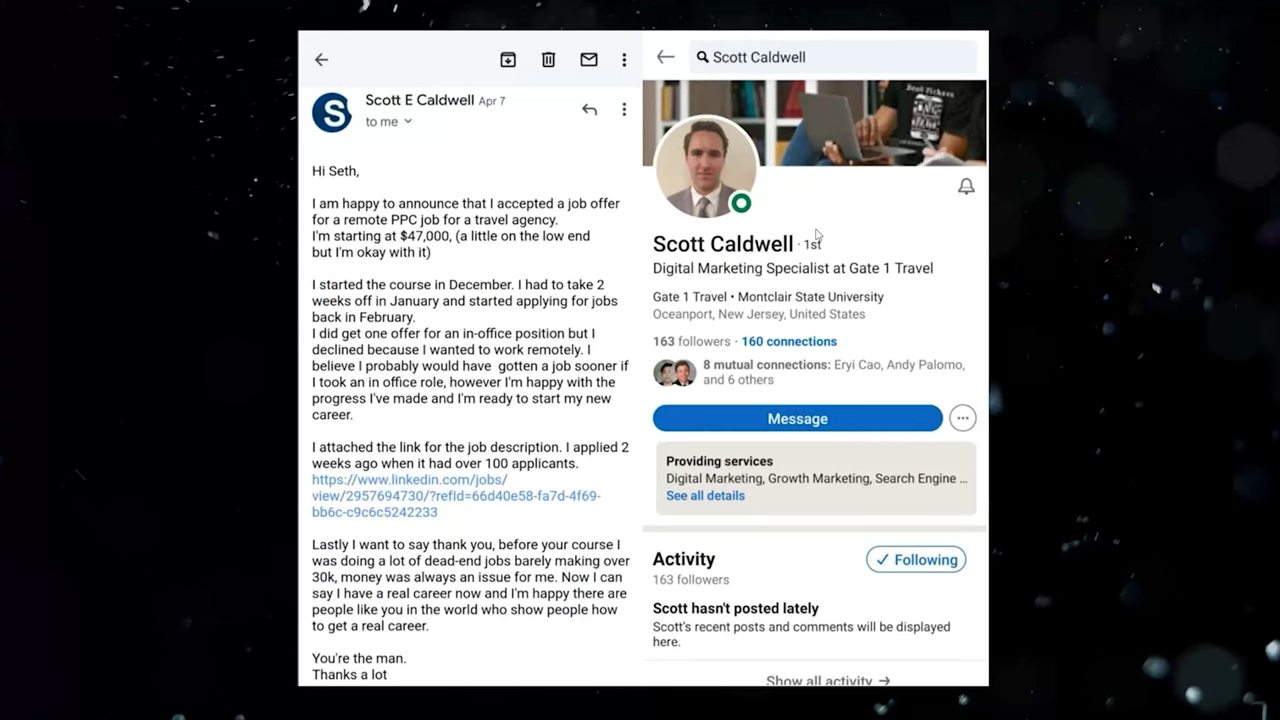 Scott E Caldwell Apr 7
to me
S
Hi Seth,
I am happy to announce that I accepted a job offer
for a remote PPC job for a travel agency.
I'm starting at $47,000, (a little on the low end
but I'm okay with it)
I started the course in December. I had to take 2
weeks off in January and started applying for jobs
back in February.
I did get one offer for an in-office position but I
declined because I wanted to work remotely. I
believe I probably would have  gotten a job sooner if
I took an in office role, however I'm happy with the
progress I've made and I'm ready to start my new
career.
I attached the link for the job description. I applied 2
weeks ago when it had over 100 applicants.
https://www.linkedin.com/jobs/
view/2957694730/?refId=66d40e58-fa7d-4f69-
bb6c-c9c6c5242233
Lastly I want to say thank you, before your course I
was doing a lot of dead-end jobs barely making over
30k, money was always an issue for me. Now I can
say I have a real career now and I'm happy there are
people like you in the world who show people how
to get a real career.
You're the man.
Thanks a lot
Scott Caldwell
Scott Caldwell · 1st
Digital Marketing Specialist at Gate 1 Travel
Gate 1 Travel • Montclair State University
Oceanport, New Jersey, United States
163 followers · 160 connections
8 mutual connections: Eryi Cao, Andy Palomo,
and 6 others
Message
Providing services
Digital Marketing, Growth Marketing, Search Engine ...
See all details
Activity
Following
163 followers
Scott hasn't posted lately
Scott's recent posts and comments will be displayed
here.
Show all activity →